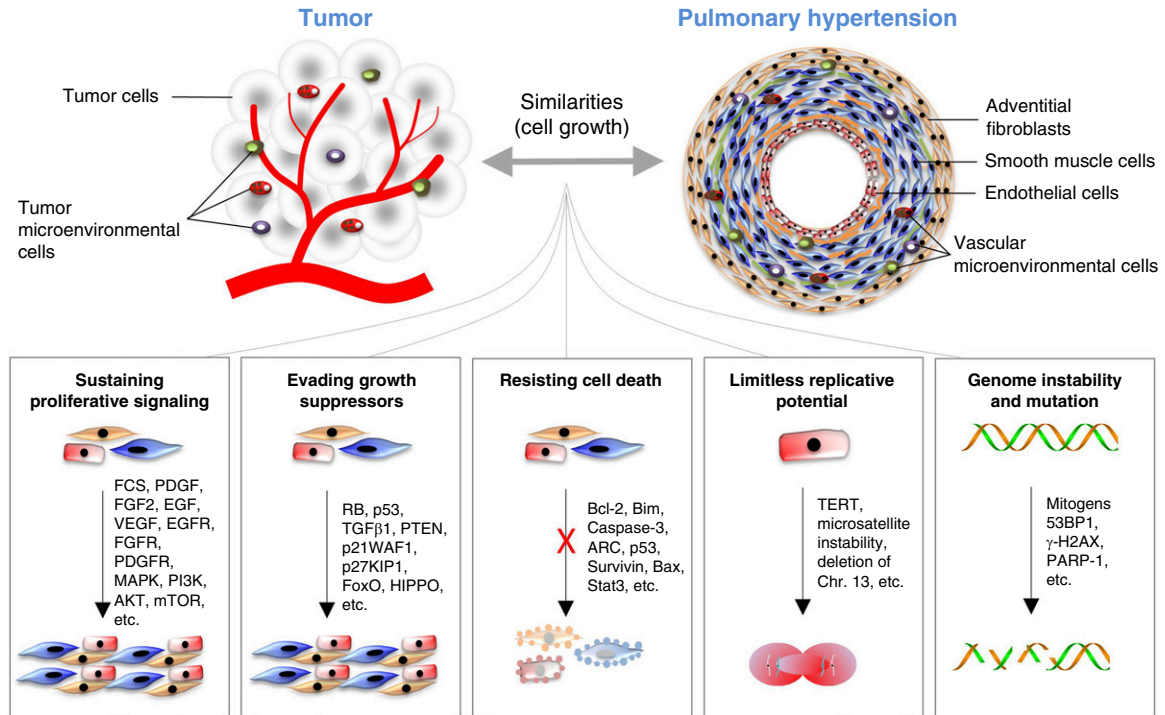 Tumor
Pulmonary hypertension
Tumor cells
Tumor
microenvironmental
cells
Similarities
(cell growth)
Adventitial
fibroblasts
Smooth muscle cells
Endothelial cells
Vascular
microenvironmental cells
Sustaining
proliferative signaling
FCS, PDGF,
FGF2, EGF,
VEGF, EGFR,
FGFR,
PDGFR,
MAPK, PI3K,
AKT, mTOR,
etc.
Evading growth
suppressors
RB, p53,
TGFβ1, PTEN,
p21WAF1,
p27KIP1,
FoxO, HIPPO,
etc.
Resisting cell death
X
Bcl-2, Bim,
Caspase-3,
ARC, p53,
Survivin, Bax,
Stat3, etc.
Limitless replicative
potential
TERT,
microsatellite
instability,
deletion of
Chr. 13, etc.
Genome instability
and mutation
Mitogens
53BP1,
γ-H2AX,
PARP-1,
etc.